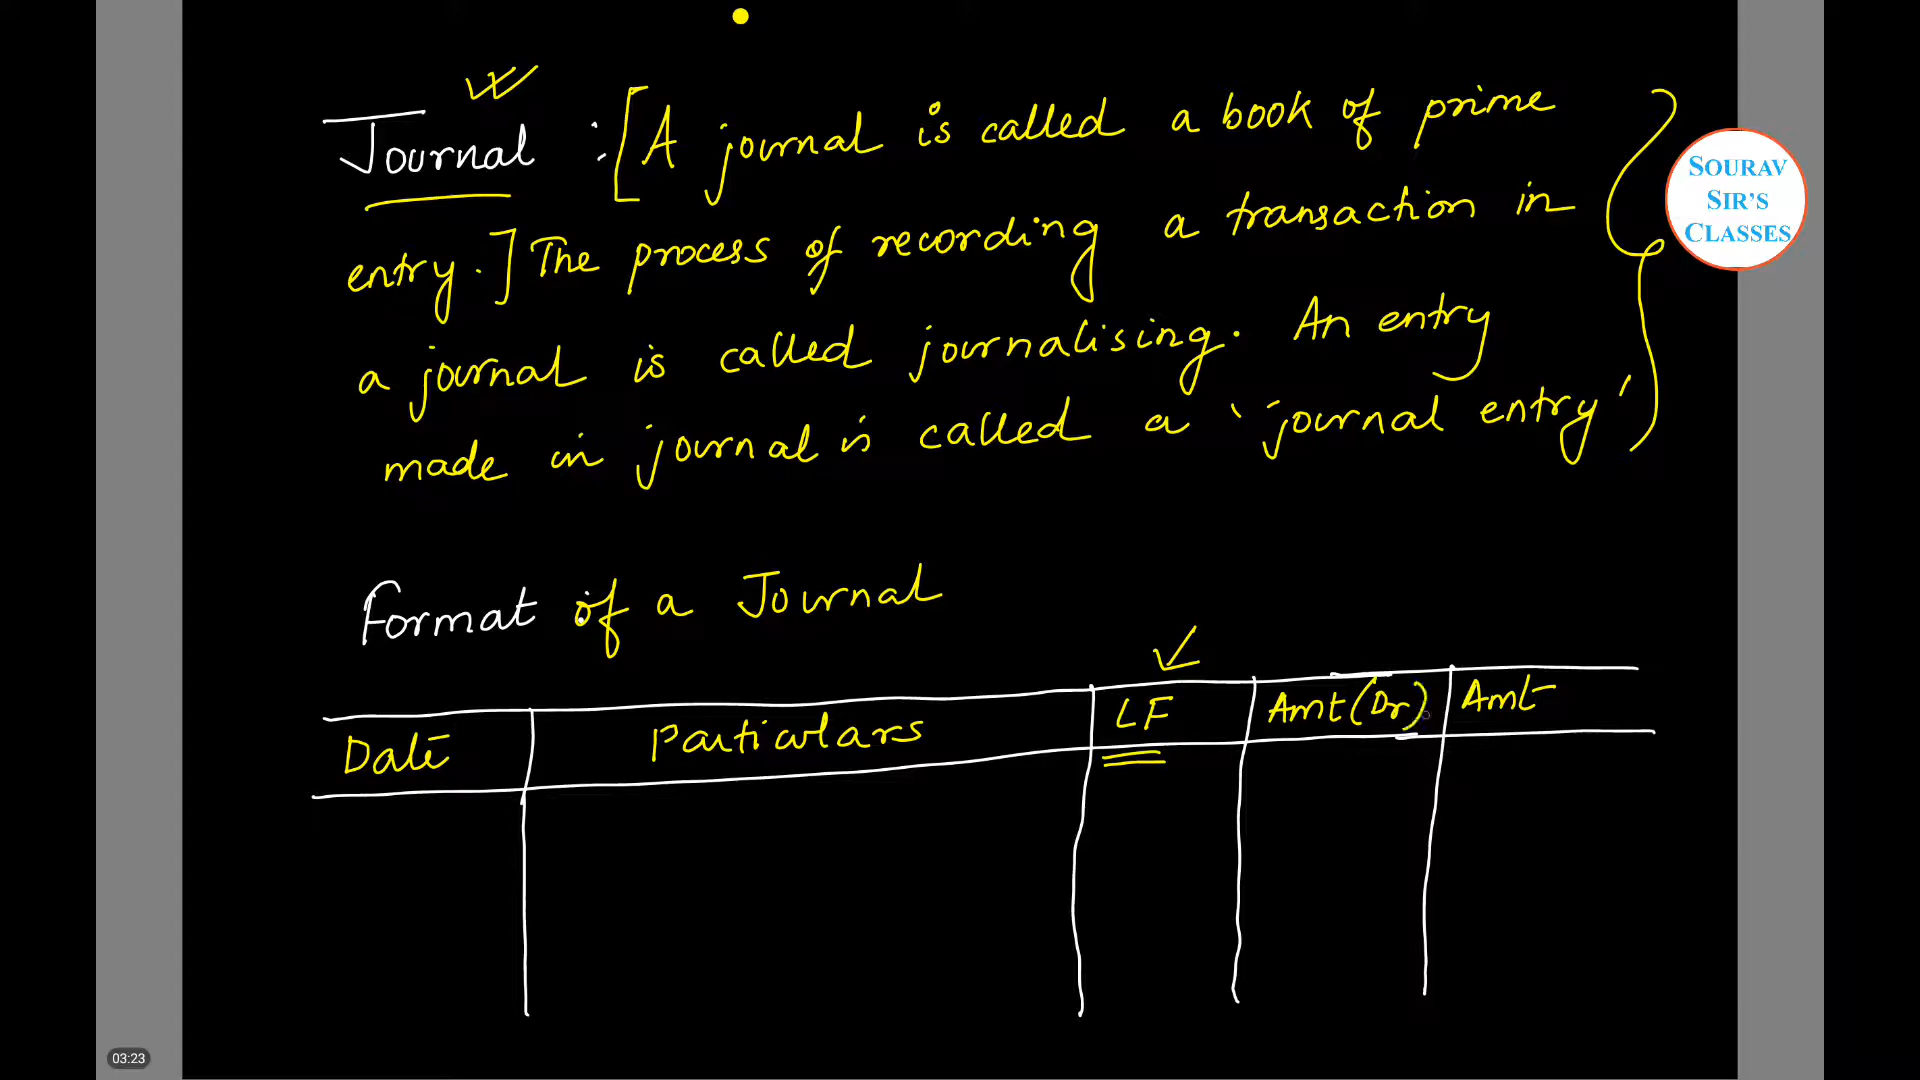 Journal : [A journal is called a book of prime
entry.] The process of recording a transaction in
a journal is called journalising. An entry
made in journal is called a 'journal entry'
SOURAV
SIR'S
CLASSES
Format of a Journal
Date Particulars LF Amt (Dr) Amt
03:23